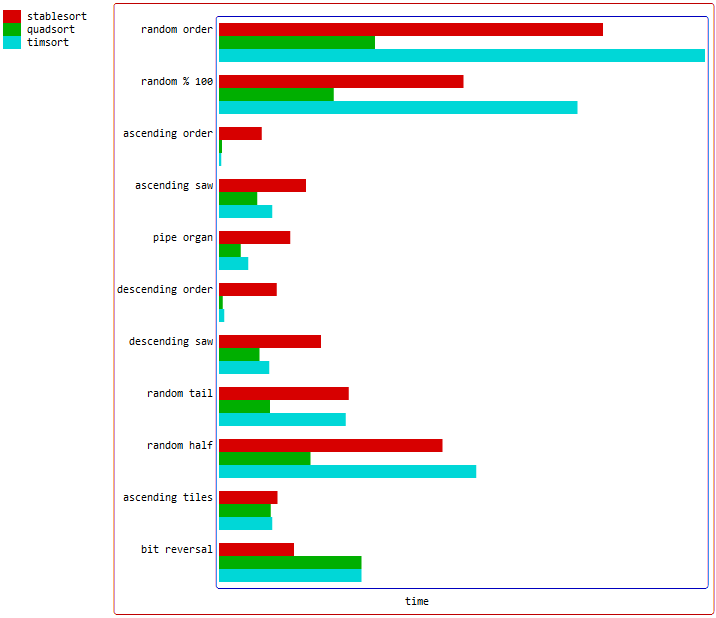 stablesort
quadsort
timsort
random order
random % 100
ascending order
ascending saw
pipe organ
descending order
descending saw
random tail
random half
ascending tiles
bit reversal
time